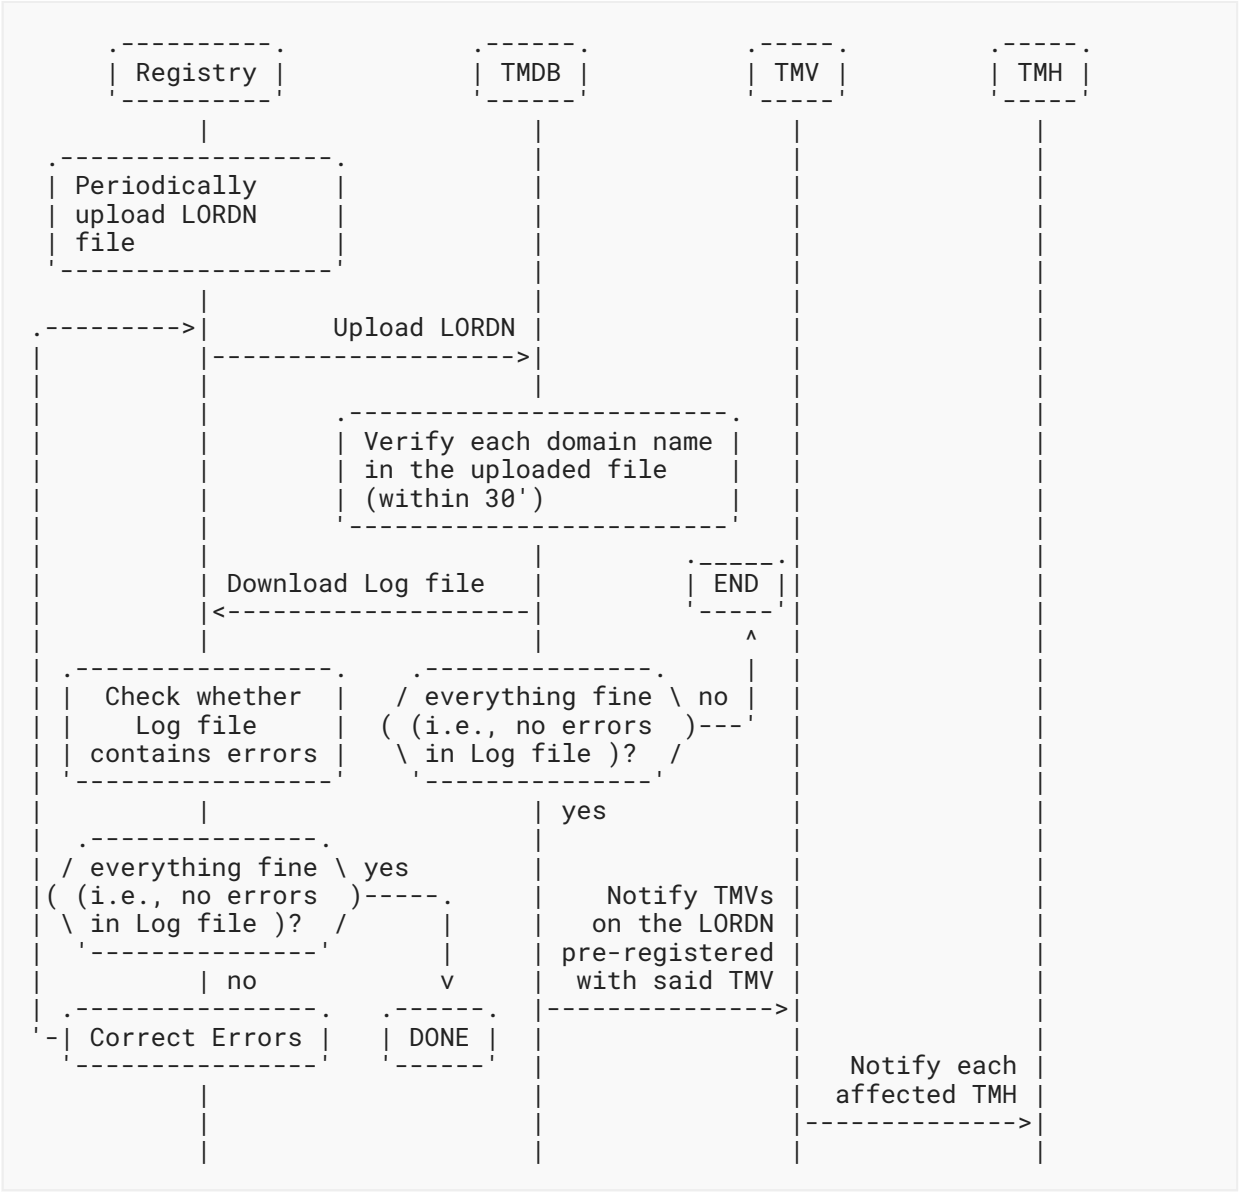 Registry TMDB TMV TMH
Periodically
upload LORDN
file
Upload LORDN
Verify each domain name
in the uploaded file
(within 30')
Download Log file END
Check whether everything fine no
Log file (i.e., no errors
contains errors in Log file )?
yes
everything fine yes
(i.e., no errors Notify TMVs
in Log file )? on the LORDN
pre-registered
no with said TMV
Correct Errors DONE
Notify each
affected TMH